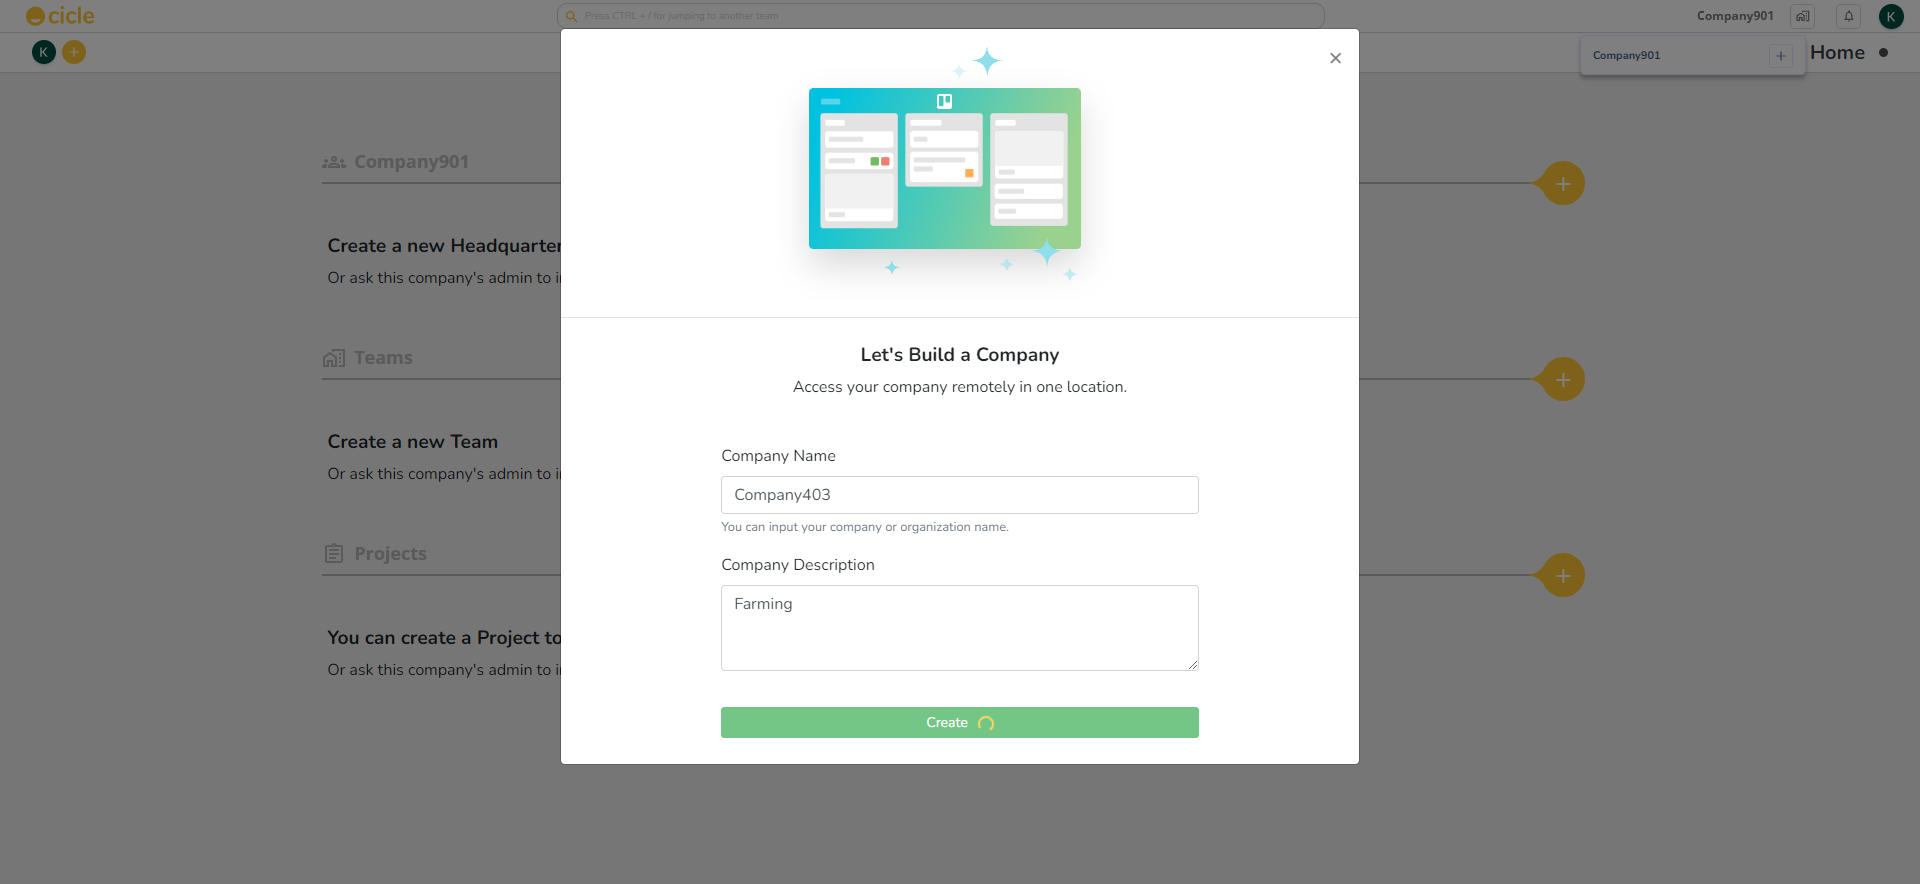 cicle
Press CTRL + / for jumping to another team
Company901
K
K
+
Company901
+
Home
Company901
Create a new Headquarter
Or ask this company's admin to i
Teams
Create a new Team
Or ask this company's admin to i
Projects
You can create a Project to
Or ask this company's admin to i
Let's Build a Company
Access your company remotely in one location.
Company Name
Company403
You can input your company or organization name.
Company Description
Farming
Create